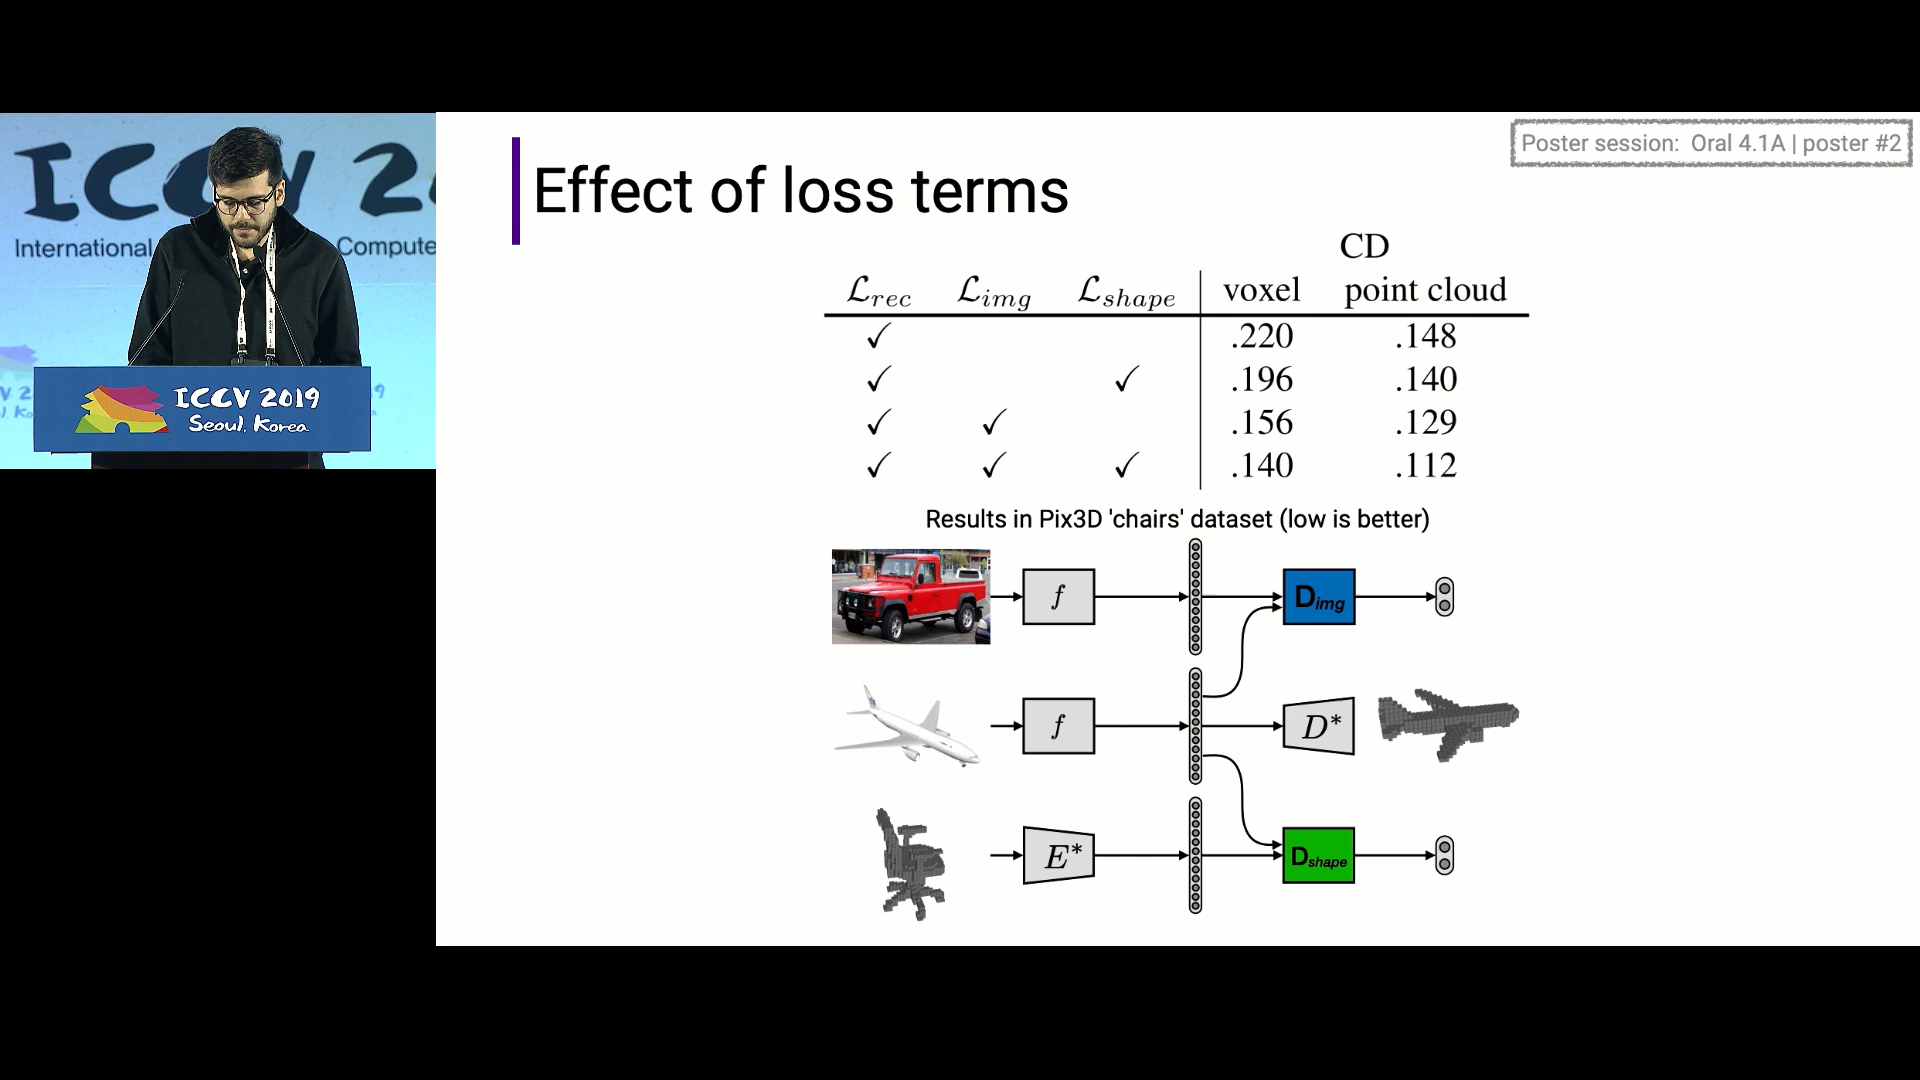 ICCV 2
International Compute
ICCV 2019
Seoul, Korea
Poster session: Oral 4.1A | poster #2
Effect of loss terms
CD
ℒrec ℒimg ℒshape voxel point cloud
✓ .220 .148
✓ ✓ .196 .140
✓ ✓ .156 .129
✓ ✓ ✓ .140 .112
Results in Pix3D 'chairs' dataset (low is better)
f Dimg
f D*
E* Dshape